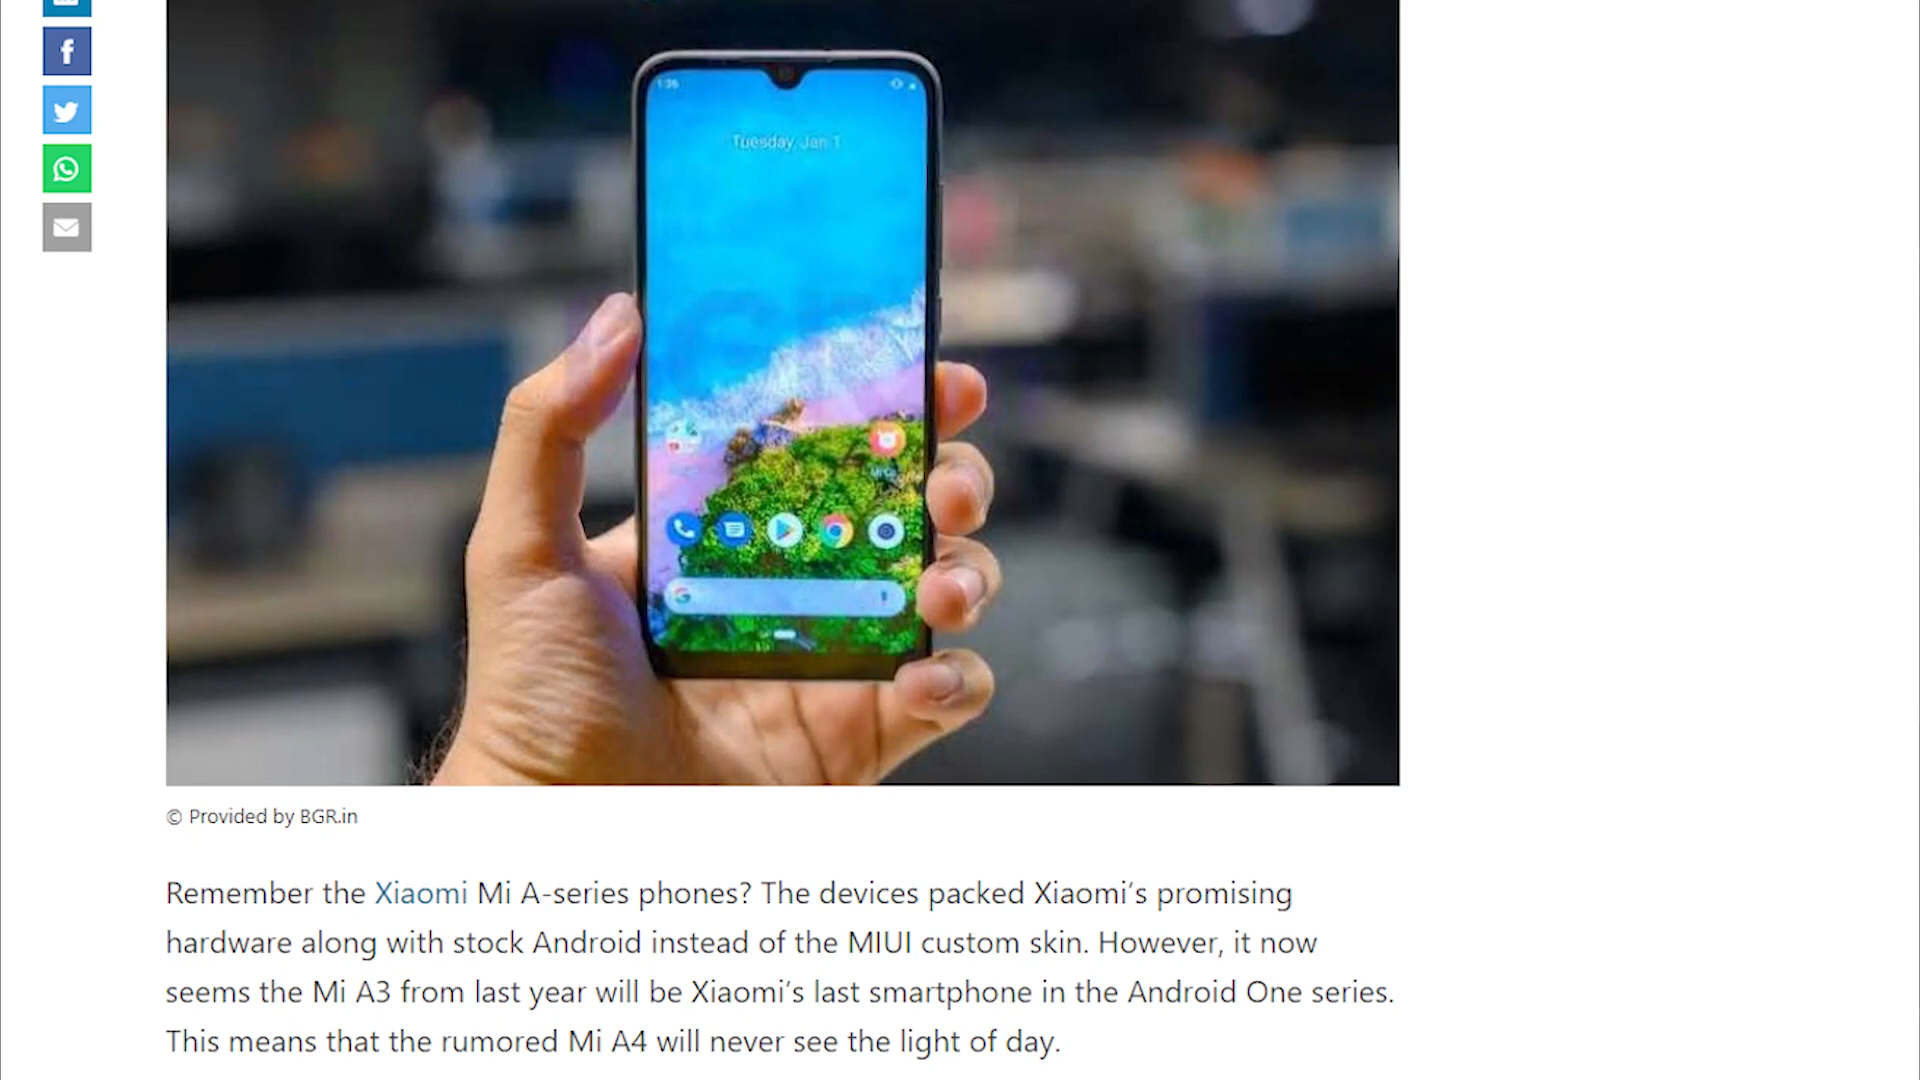 1:36
Tuesday, Jan 1
© Provided by BGR.in
Remember the Xiaomi Mi A-series phones? The devices packed Xiaomi’s promising
hardware along with stock Android instead of the MIUI custom skin. However, it now
seems the Mi A3 from last year will be Xiaomi’s last smartphone in the Android One series.
This means that the rumored Mi A4 will never see the light of day.